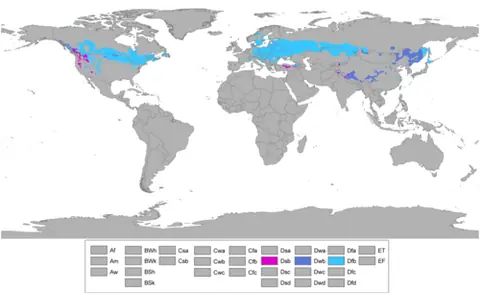 Af BWh Csa Cwa Cfa Dsa Dwa Dfa ET
Am BWk Csb Cwb Cfb Dsb Dwb Dfb EF
Aw BSh Cwc Cfc Dsc Dwc Dfc
BSk Dsd Dwd Dfd